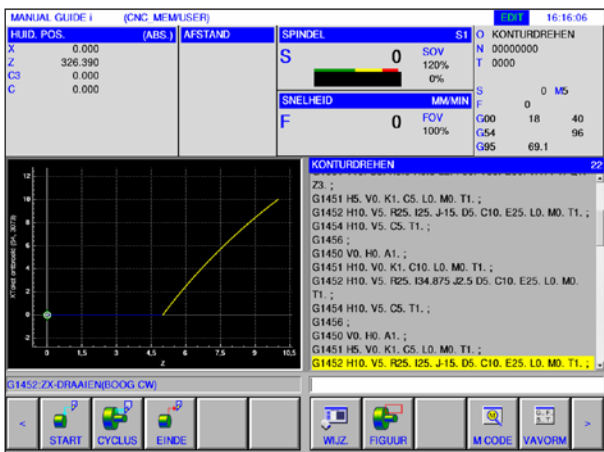 MANUAL GUIDE i (CNC_MEM/USER) EDIT 16:16:06
HUID. POS. (ABS.) AFSTAND SPINDEL S1 O KONTURDREHEN
X 0.000 N 00000000
Z 326.390 S 0 SOV T 0000
C3 0.000 120%
C 0.000 0%
S 0 M5
SNELHEID MM/MIN F 0
F 0 FOV G00 18 40
100% G54 96
G95 69.1
KONTURDREHEN 22
Z3. ;
G1451 H5. V0. K1. C5. L0. M0. T1. ;
G1452 H10. V5. R25. I25. J-15. D5. C10. E25. L0. M0. T1. ;
G1454 H10. V5. C5. T1. ;
G1456 ;
G1450 V0. H0. A1. ;
G1451 H10. V0. K1. C10. L0. M0. T1. ;
G1452 H10. V5. R25. I34.875 J2.5 D5. C10. E25. L0. M0.
T1. ;
G1454 H10. V5. C5. T1. ;
G1456 ;
G1450 V0. H0. A1. ;
G1451 H5. V0. K1. C5. L0. M0. T1. ;
G1452 H10. V5. R25. I25. J-15. D5. C10. E25. L0. M0. T1. ;
12
10
8
6
4
2
0
-2
0 1,5 3 4,5 6 7,5 9 10,5
Z
G1452:ZX-DRAAIEN(BOOG CW)
< START CYCLUS EINDE WIJZ. FIGUUR M CODE VAVORM >